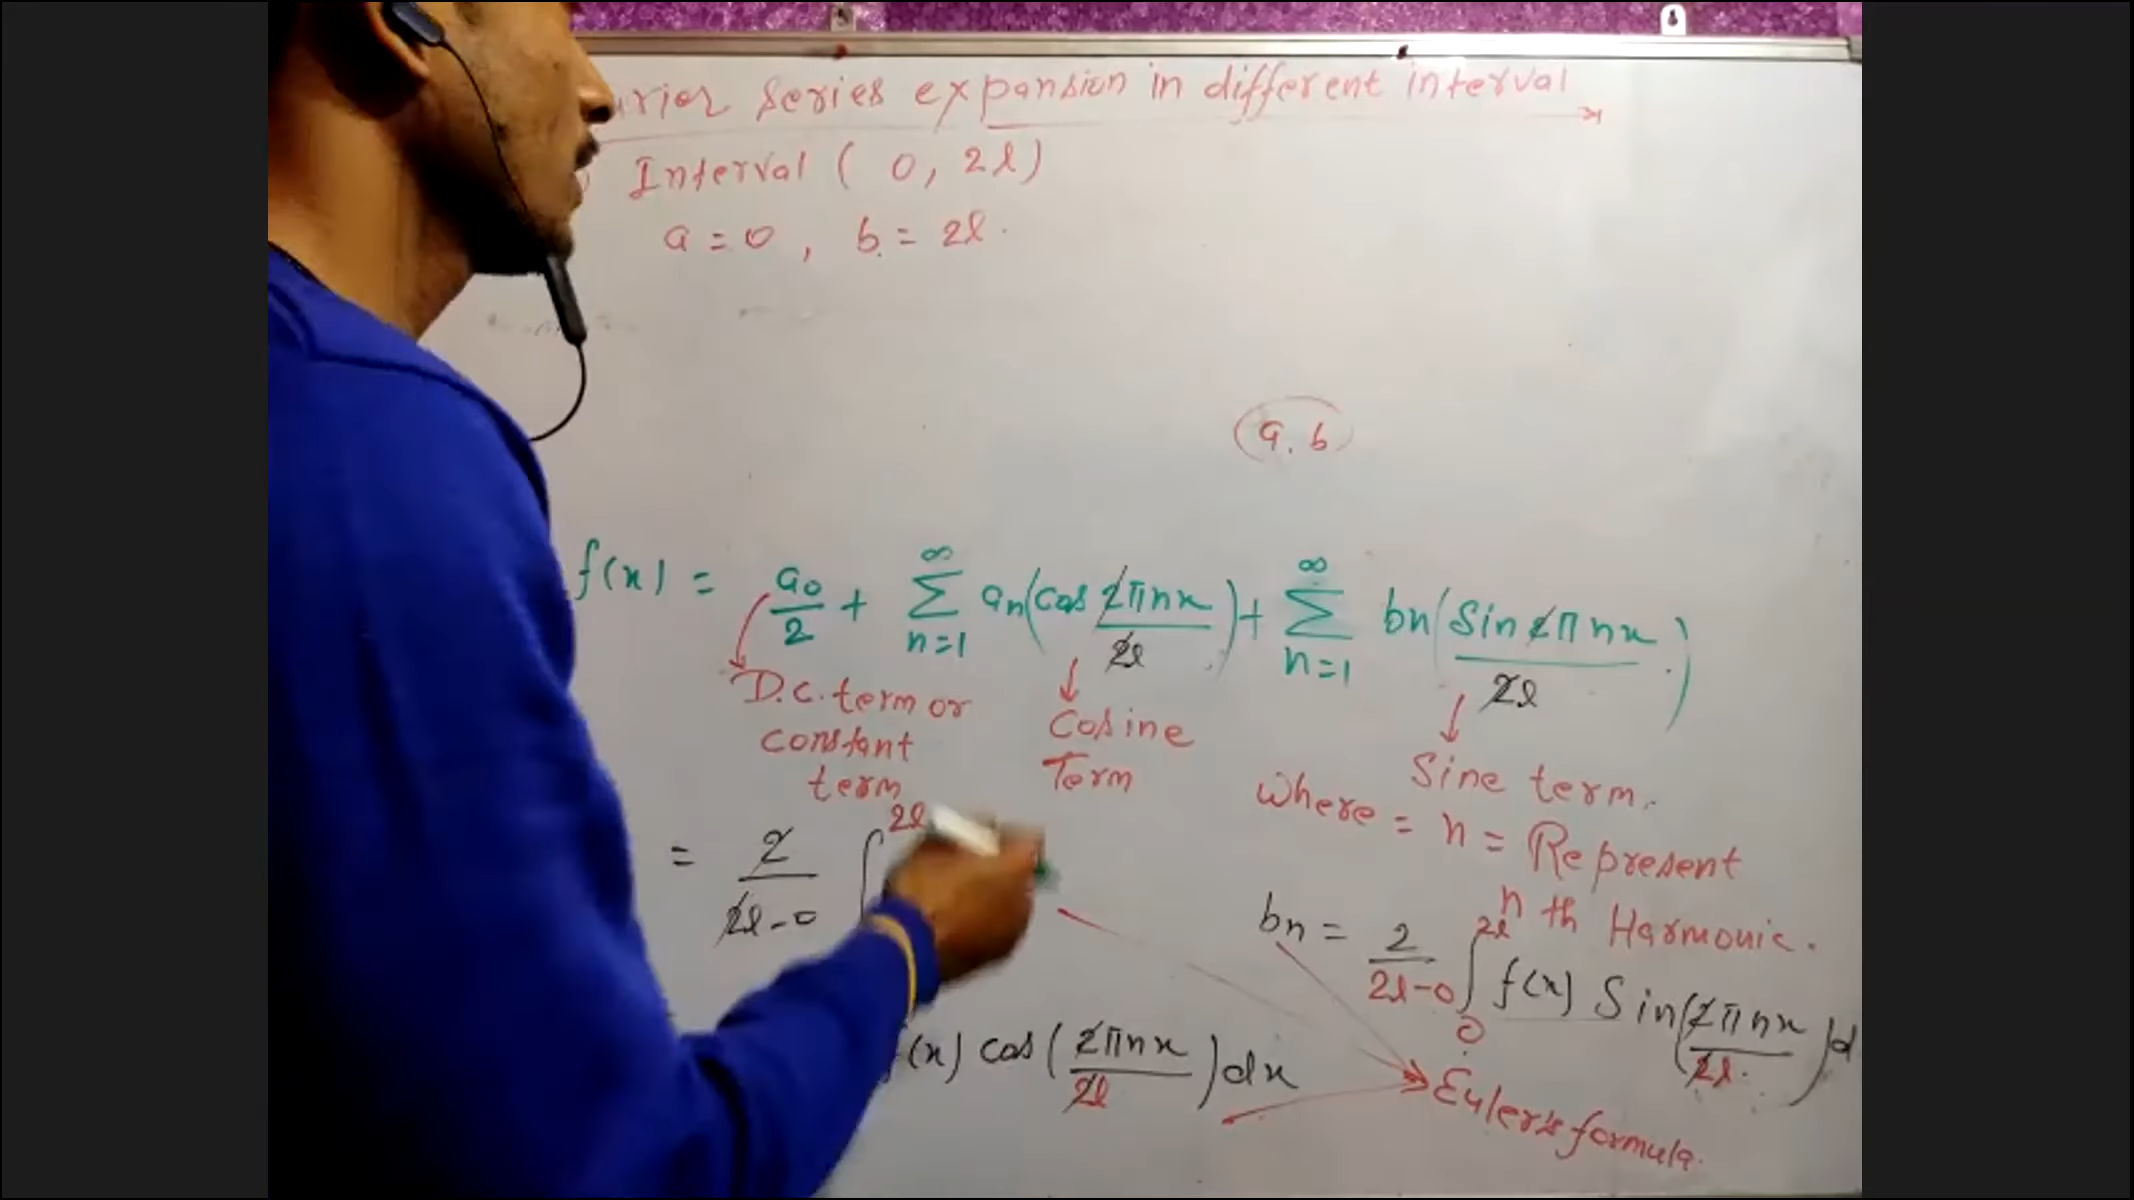 series expansion in different interval
Interval ( 0, 2l )
a = 0 , b = 2l .
(a, b)
f(x) = a0/2 + ∞ Σ n=1 an(cos 2πnx/2l) + ∞ Σ n=1 bn(Sin 2πnx/2l)
D.C. term or
constant
term
Cosine
Term
Sine term.
where = n = Represent
n th Harmonic.
= 2/2l-0 ∫ 2l
bn = 2/2l-0 ∫ 2l 0 f(x) Sin(2πnx/2l) d
(x) cos(2πnx/2l)dx
Euler's formula.